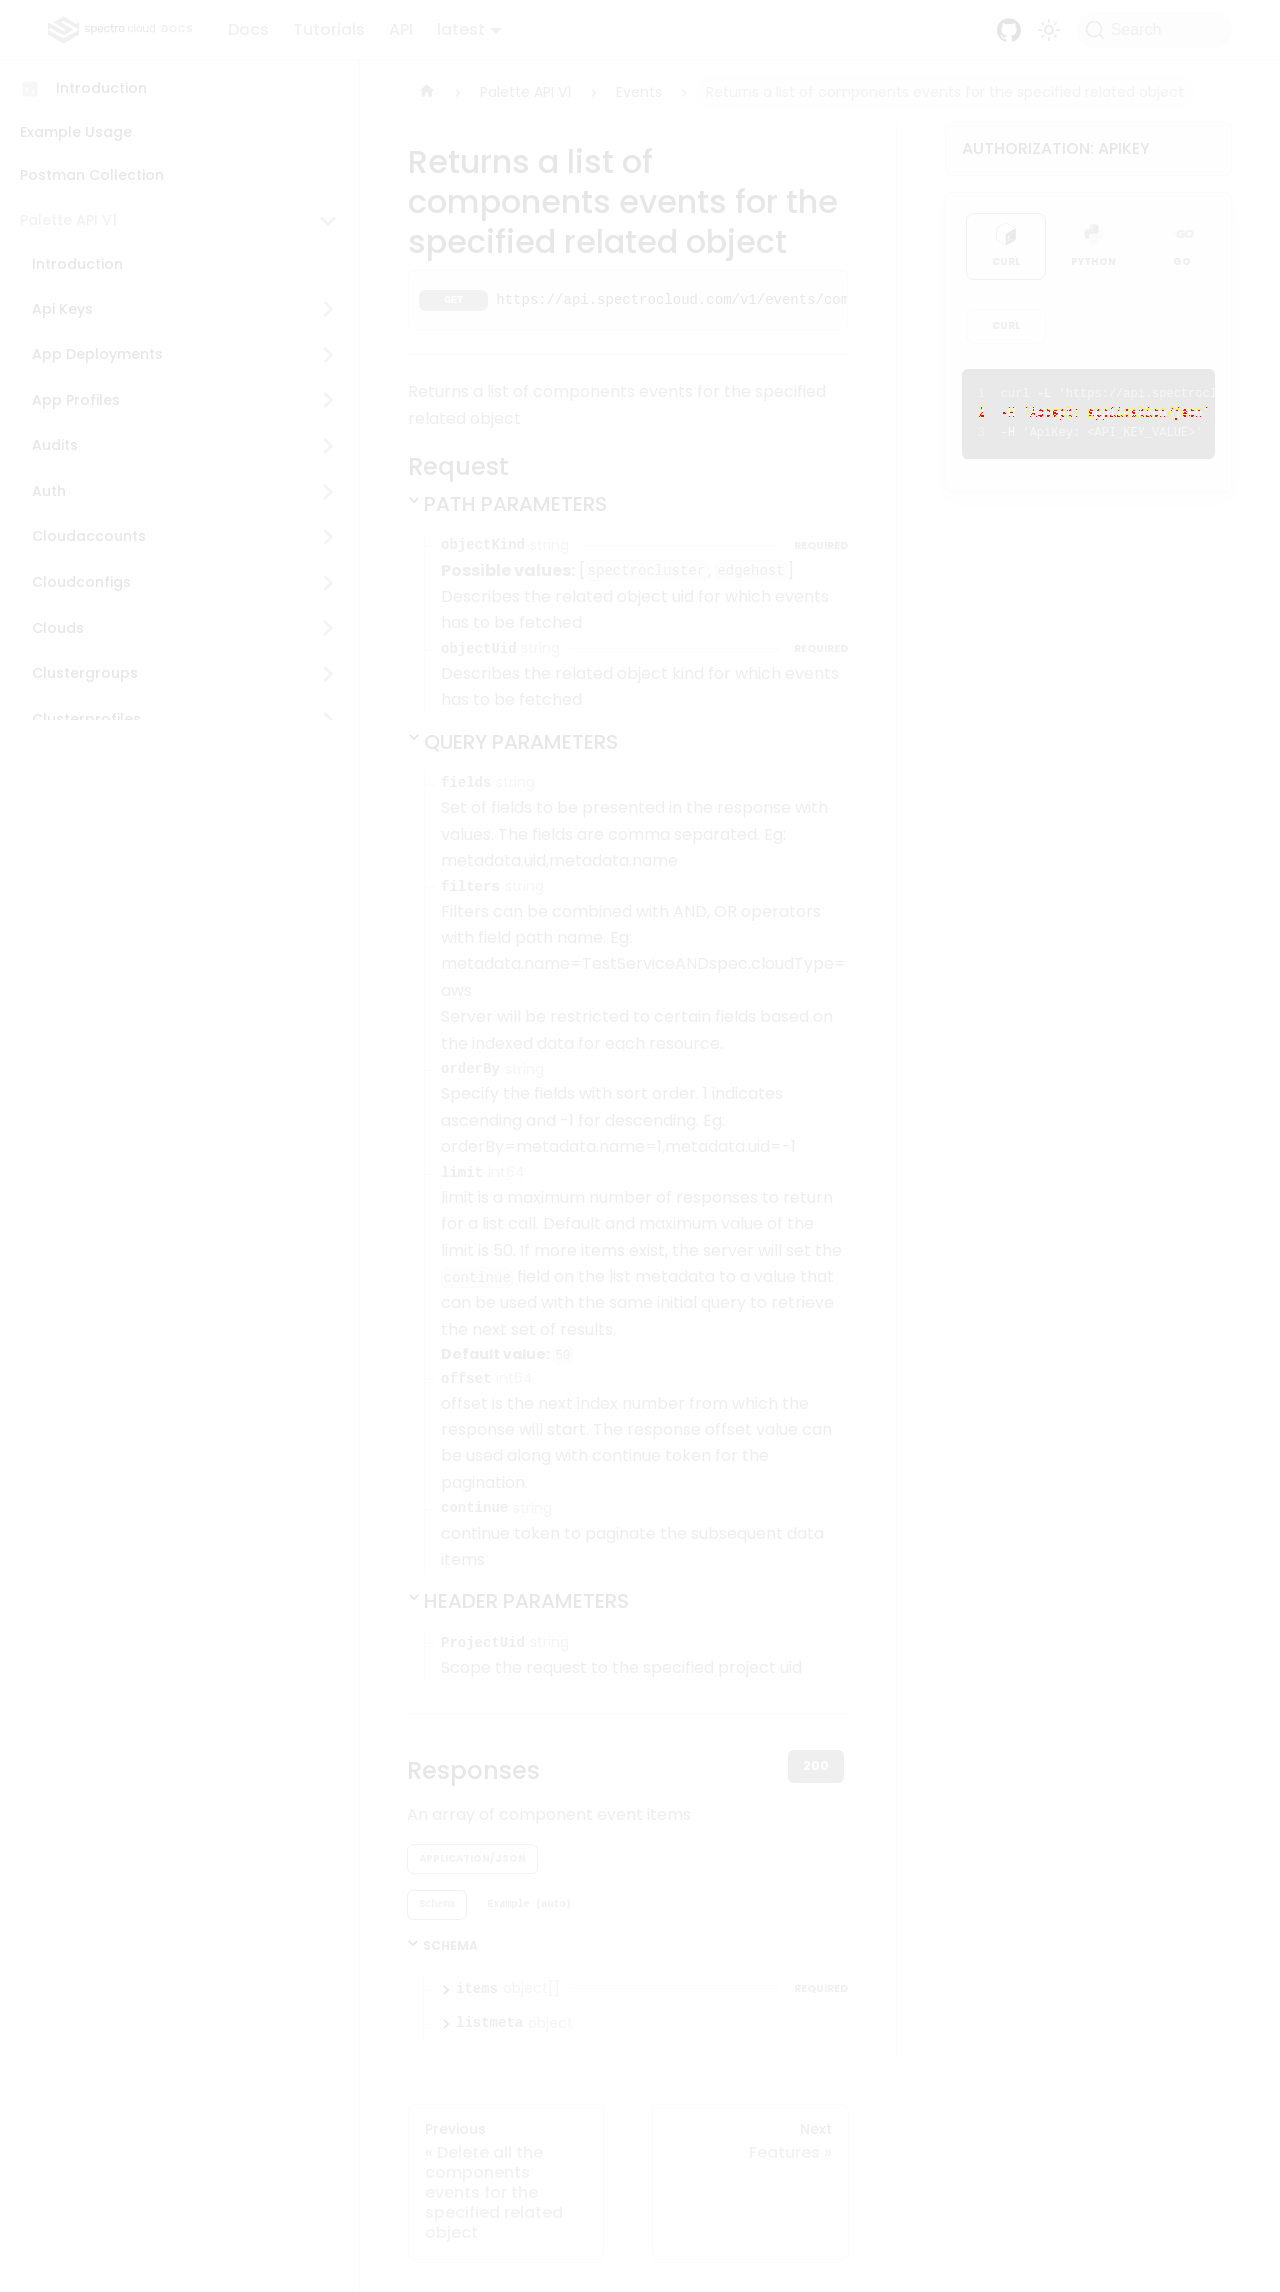 spectro cloud DOCS
Docs
Tutorials
API
latest
Search
Introduction
Example Usage
Postman Collection
Palette API V1
Introduction
Api Keys
App Deployments
App Profiles
Audits
Auth
Cloudaccounts
Cloudconfigs
Clouds
Clustergroups
Clusterprofiles
Palette API V1 > Events > Returns a list of components events for the specified related object
Returns a list of
components events for the
specified related object
GET https://api.spectrocloud.com/v1/events/com
Returns a list of components events for the specified
related object
Request
PATH PARAMETERS
objectKind string REQUIRED
Possible values: [spectrocluster, edgehost]
Describes the related object uid for which events
has to be fetched
objectUid string REQUIRED
Describes the related object kind for which events
has to be fetched
QUERY PARAMETERS
fields string
Set of fields to be presented in the response with
values. The fields are comma separated. Eg:
metadata.uid,metadata.name
filters string
Filters can be combined with AND, OR operators
with field path name. Eg:
metadata.name=TestServiceANDspec.cloudType=
aws
Server will be restricted to certain fields based on
the indexed data for each resource.
orderBy string
Specify the fields with sort order. 1 indicates
ascending and -1 for descending. Eg:
orderBy=metadata.name=1,metadata.uid=-1
limit int64
limit is a maximum number of responses to return
for a list call. Default and maximum value of the
limit is 50. If more items exist, the server will set the
continue field on the list metadata to a value that
can be used with the same initial query to retrieve
the next set of results.
Default value: 50
offset int64
offset is the next index number from which the
response will start. The response offset value can
be used along with continue token for the
pagination.
continue string
continue token to paginate the subsequent data
items
HEADER PARAMETERS
ProjectUid string
Scope the request to the specified project uid
Responses
200
An array of component event items
APPLICATION/JSON
Schema
Example (auto)
SCHEMA
items object[] REQUIRED
listmeta object
Previous
« Delete all the
components
events for the
specified related
object
Next
Features »
AUTHORIZATION: APIKEY
CURL
PYTHON
GO
CURL
1 curl -L 'https://api.spectrocl
2 -H 'Accept: application/json'
3 -H 'ApiKey: <API_KEY_VALUE>'